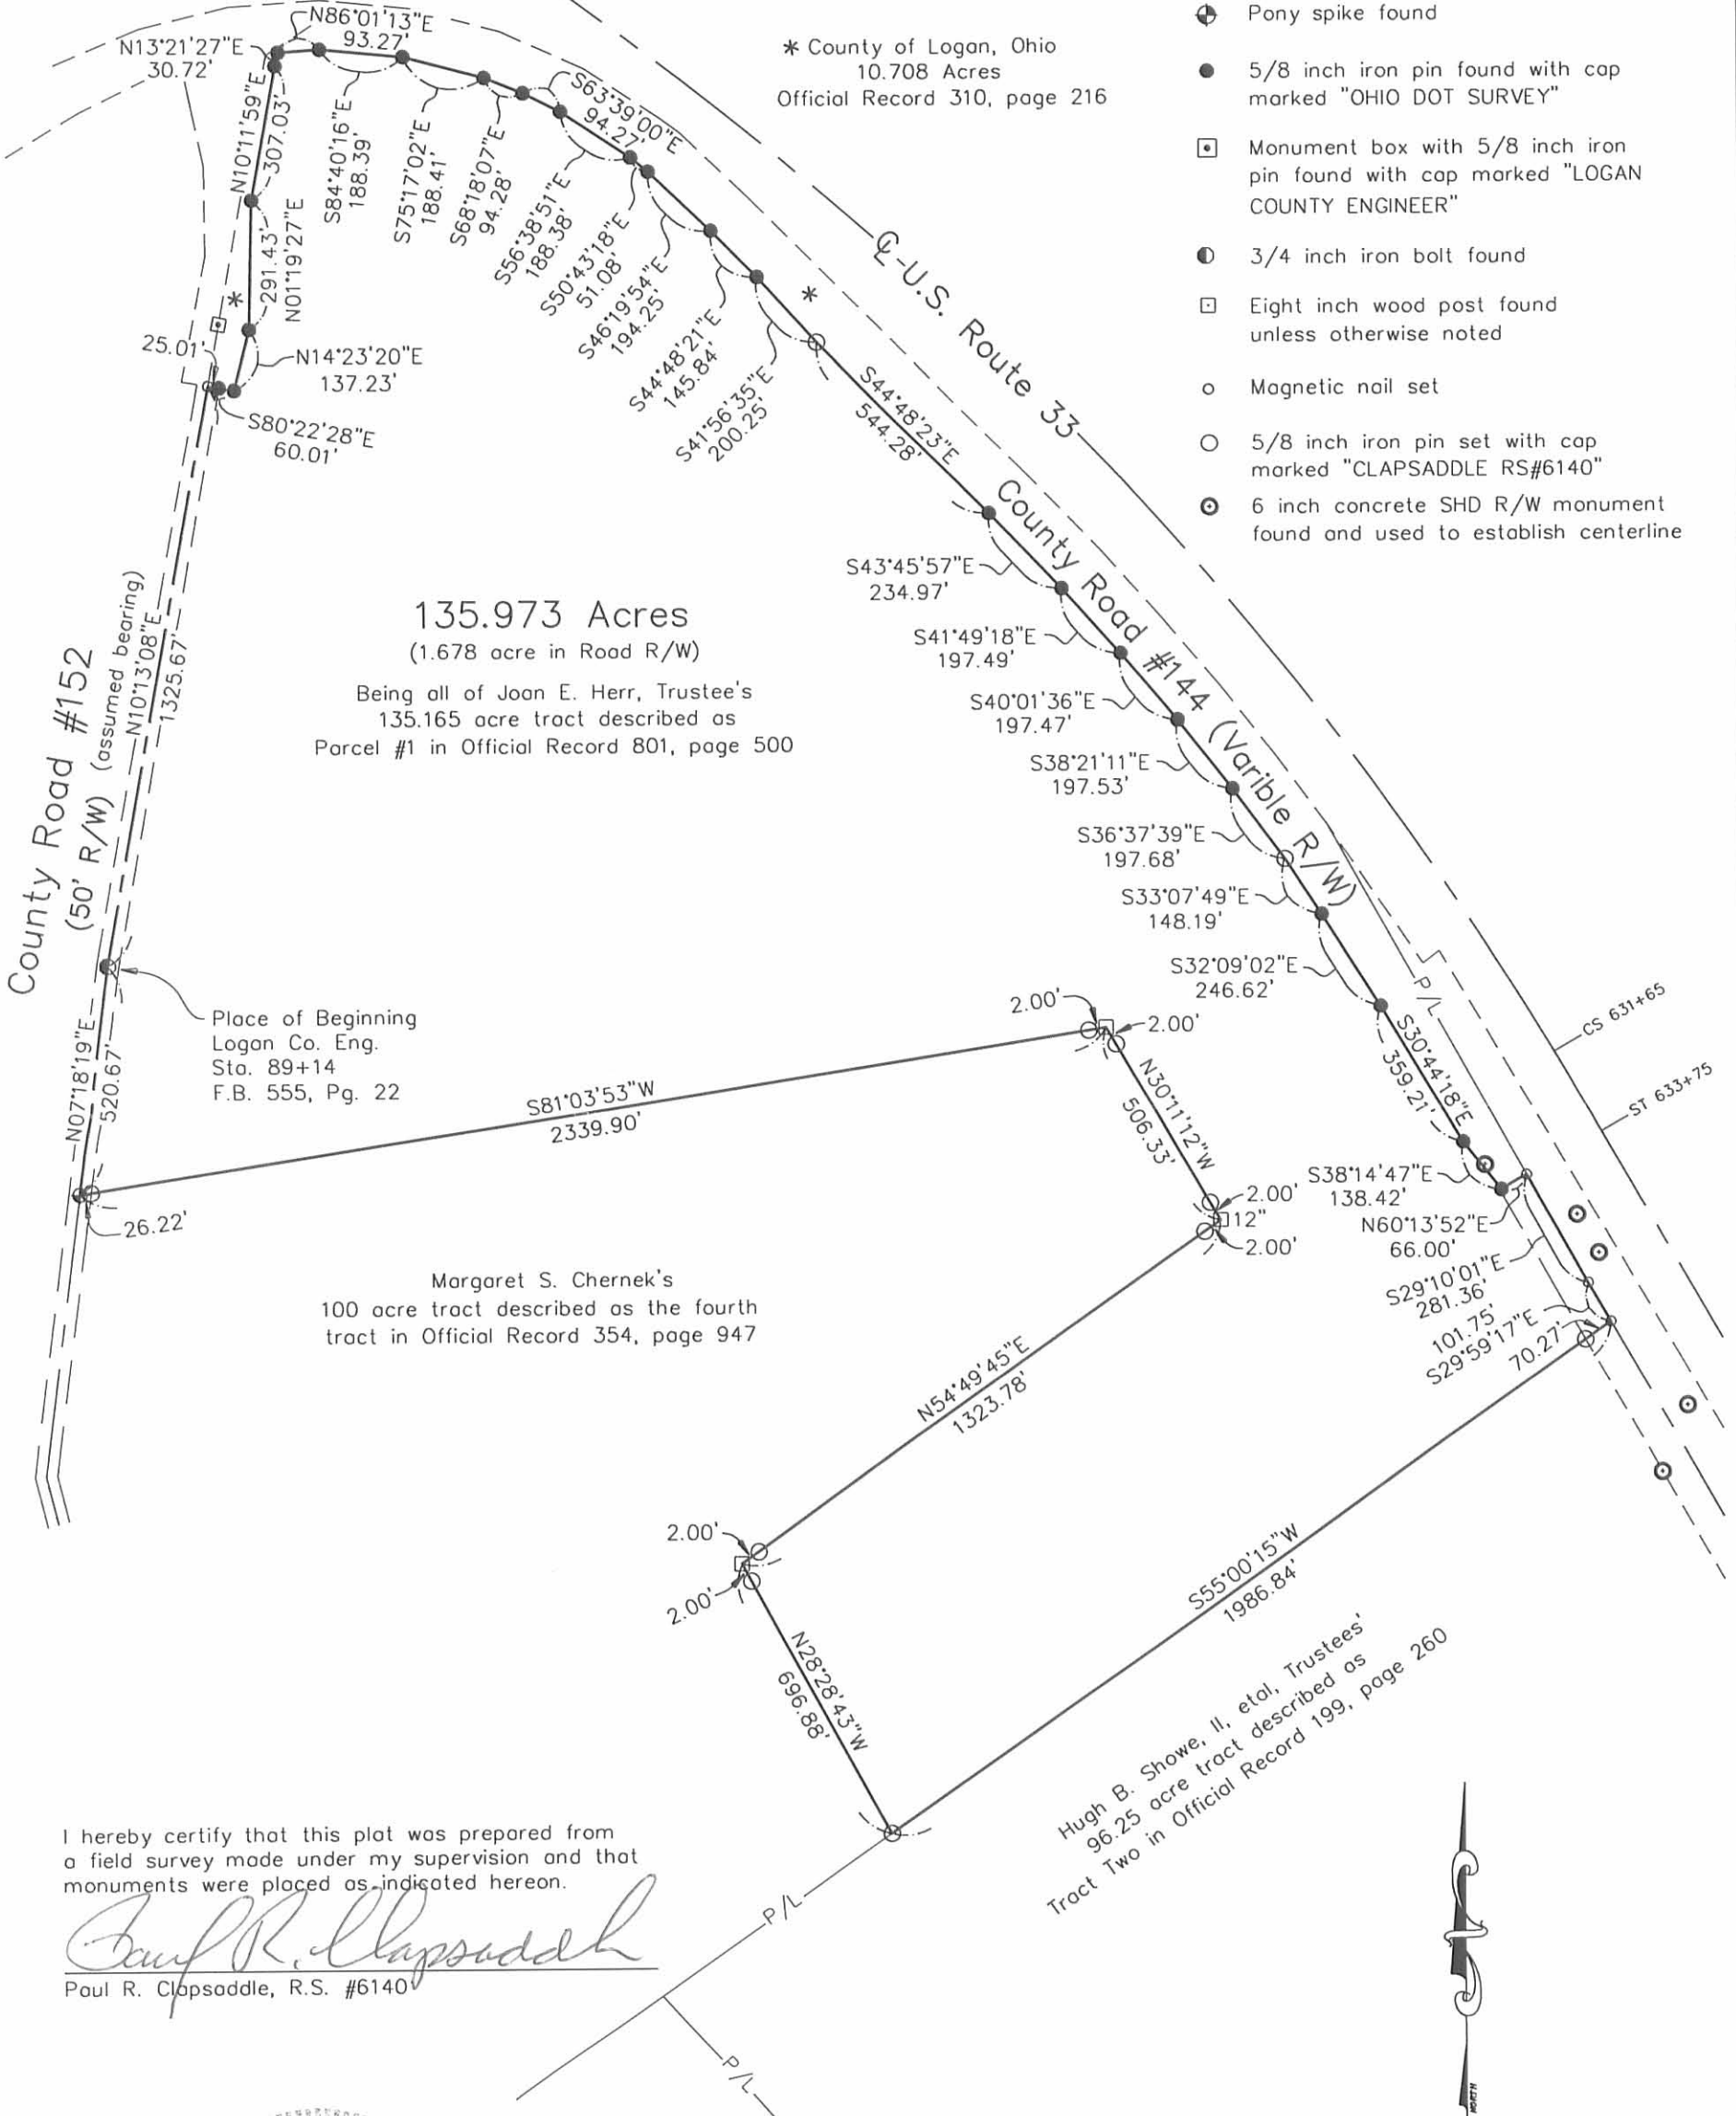 N86°01'13"E
93.27'
N13°21'27"E
30.72'
N10°11'59"E
307.03'
291.43'
N01°19'27"E
S84°40'16"E
188.39'
S75°17'02"E
188.41'
S68°18'07"E
94.28'
S63°39'00"E
94.27'
S56°38'51"E
188.38'
S50°43'18"E
51.08'
S46°19'54"E
194.25'
S44°48'21"E
145.84'
S41°56'35"E
200.25'
*
*
25.01'
N14°23'20"E
137.23'
S80°22'28"E
60.01'
* County of Logan, Ohio
10.708 Acres
Official Record 310, page 216
Pony spike found
5/8 inch iron pin found with cap
marked "OHIO DOT SURVEY"
Monument box with 5/8 inch iron
pin found with cap marked "LOGAN
COUNTY ENGINEER"
3/4 inch iron bolt found
Eight inch wood post found
unless otherwise noted
Magnetic nail set
5/8 inch iron pin set with cap
marked "CLAPSADDLE RS#6140"
6 inch concrete SHD R/W monument
found and used to establish centerline
℄-U.S. Route 33
S44°48'23"E
544.28'
County Road #144 (Varible R/W)
S43°45'57"E
234.97'
S41°49'18"E
197.49'
S40°01'36"E
197.47'
S38°21'11"E
197.53'
S36°37'39"E
197.68'
S33°07'49"E
148.19'
S32°09'02"E
246.62'
P/L
S30°44'18"E
359.21'
CS 631+65
ST 633+75
135.973 Acres
(1.678 acre in Road R/W)
Being all of Joan E. Herr, Trustee's
135.165 acre tract described as
Parcel #1 in Official Record 801, page 500
County Road #152
(50' R/W)
(assumed bearing)
N10°13'08"E
1325.67'
Place of Beginning
Logan Co. Eng.
Sta. 89+14
F.B. 555, Pg. 22
N07°18'19"E
520.67'
26.22'
S81°03'53"W
2339.90'
2.00'
2.00'
N30°11'12"W
506.33'
2.00'
12"
2.00'
S38°14'47"E
138.42'
N60°13'52"E
66.00'
S29°10'01"E
281.36'
101.75'
S29°59'17"E
70.27'
Margaret S. Chernek's
100 acre tract described as the fourth
tract in Official Record 354, page 947
N54°49'45"E
1323.78'
2.00'
2.00'
N28°28'43"W
696.88'
S55°00'15"W
1986.84'
Hugh B. Showe, II, etal, Trustees'
96.25 acre tract described as
Tract Two in Official Record 199, page 260
P/L
P/L
I hereby certify that this plat was prepared from
a field survey made under my supervision and that
monuments were placed as indicated hereon.
Paul R. Clapsaddle
Paul R. Clapsaddle, R.S. #6140
NORTH